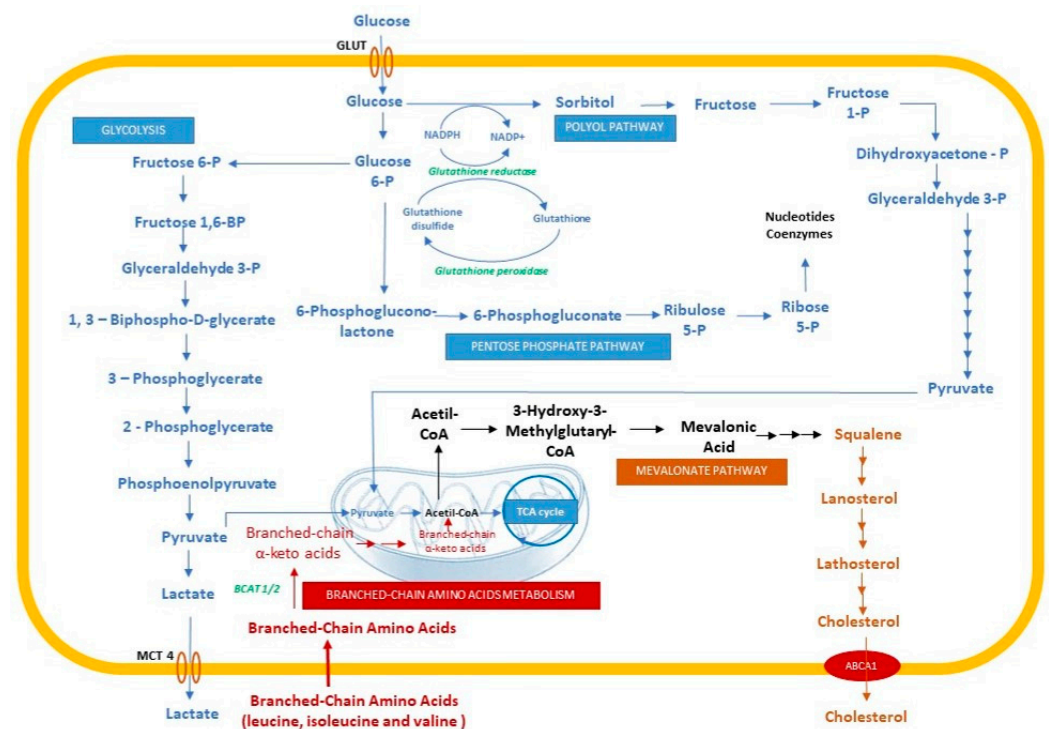 Glucose
GLUT
Glucose
Sorbitol
Fructose
Fructose
1-P
POLYOL PATHWAY
NADPH
NADP+
GLYCOLYSIS
Fructose 6-P
Glucose
6-P
Glutathione reductase
Dihydroxyacetone - P
Glyceraldehyde 3-P
Fructose 1,6-BP
Glutathione
disulfide
Glutathione
Nucleotides
Coenzymes
Glyceraldehyde 3-P
Glutathione peroxidase
1, 3 – Biphospho-D-glycerate
6-Phosphoglucono-
lactone
6-Phosphogluconate
Ribulose
5-P
Ribose
5-P
PENTOSE PHOSPHATE PATHWAY
3 – Phosphoglycerate
Pyruvate
2 - Phosphoglycerate
Acetil-
CoA
3-Hydroxy-3-
Methylglutaryl-
CoA
Mevalonic
Acid
Squalene
MEVALONATE PATHWAY
Phosphoenolpyruvate
Lanosterol
Pyruvate
Acetil-CoA
TCA cycle
Pyruvate
Branched-chain
α-keto acids
Branched-chain
α-keto acids
Lathosterol
Lactate
BCAT1/2
BRANCHED-CHAIN AMINO ACIDS METABOLISM
Branched-Chain Amino Acids
Cholesterol
MCT 4
ABCA1
Lactate
Branched-Chain Amino Acids
(leucine, isoleucine and valine )
Cholesterol